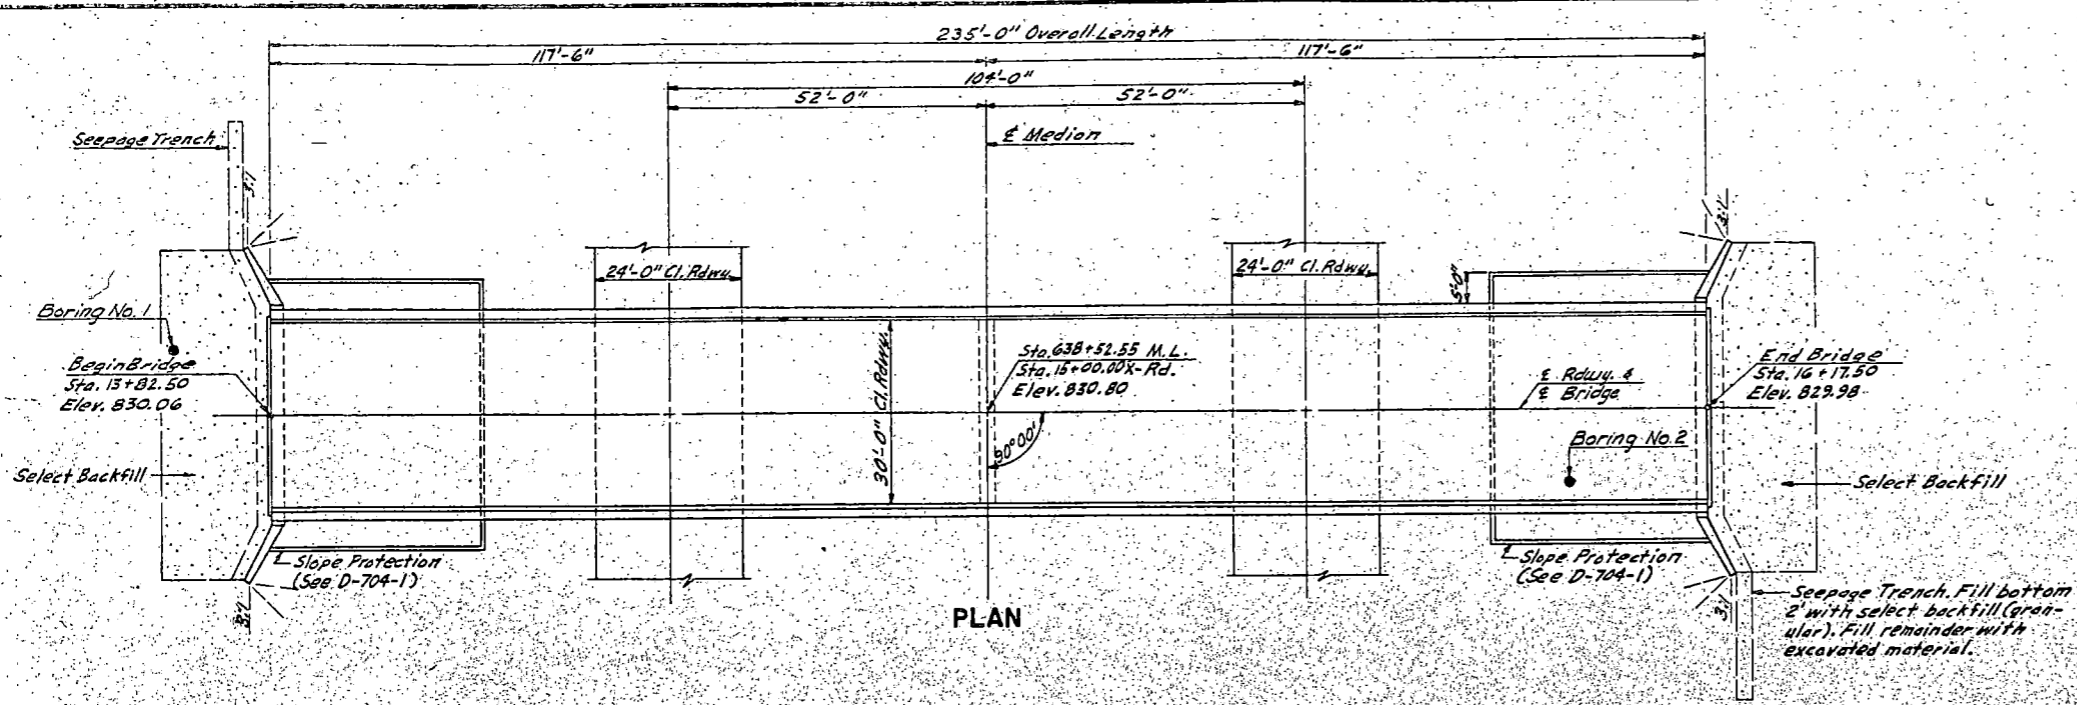 235'-0" Overall Length
117'-6"
117'-6"
104'-0"
52'-0"
52'-0"
Seepage Trench
℄ Median
3:1
3:1
24'-0" Cl. Rdwy.
24'-0" Cl. Rdwy.
5'-0"
Boring No. 1
Begin Bridge
Sta. 13+82.50
Elev. 830.06
30'-0" Cl. Rdwy.
Sta. 638+52.55 M.L.
Sta. 15+00.00 X-Rd.
Elev. 830.80
℄ Rdwy. &
℄ Bridge
End Bridge
Sta. 16+17.50
Elev. 829.98
90°00'
Boring No. 2
Select Backfill
Select Backfill
Slope Protection
(See D-704-1)
Slope Protection
(See D-704-1)
3:1
3:1
PLAN
Seepage Trench. Fill bottom
2' with select backfill (gran-
ular). Fill remainder with
excavated material.